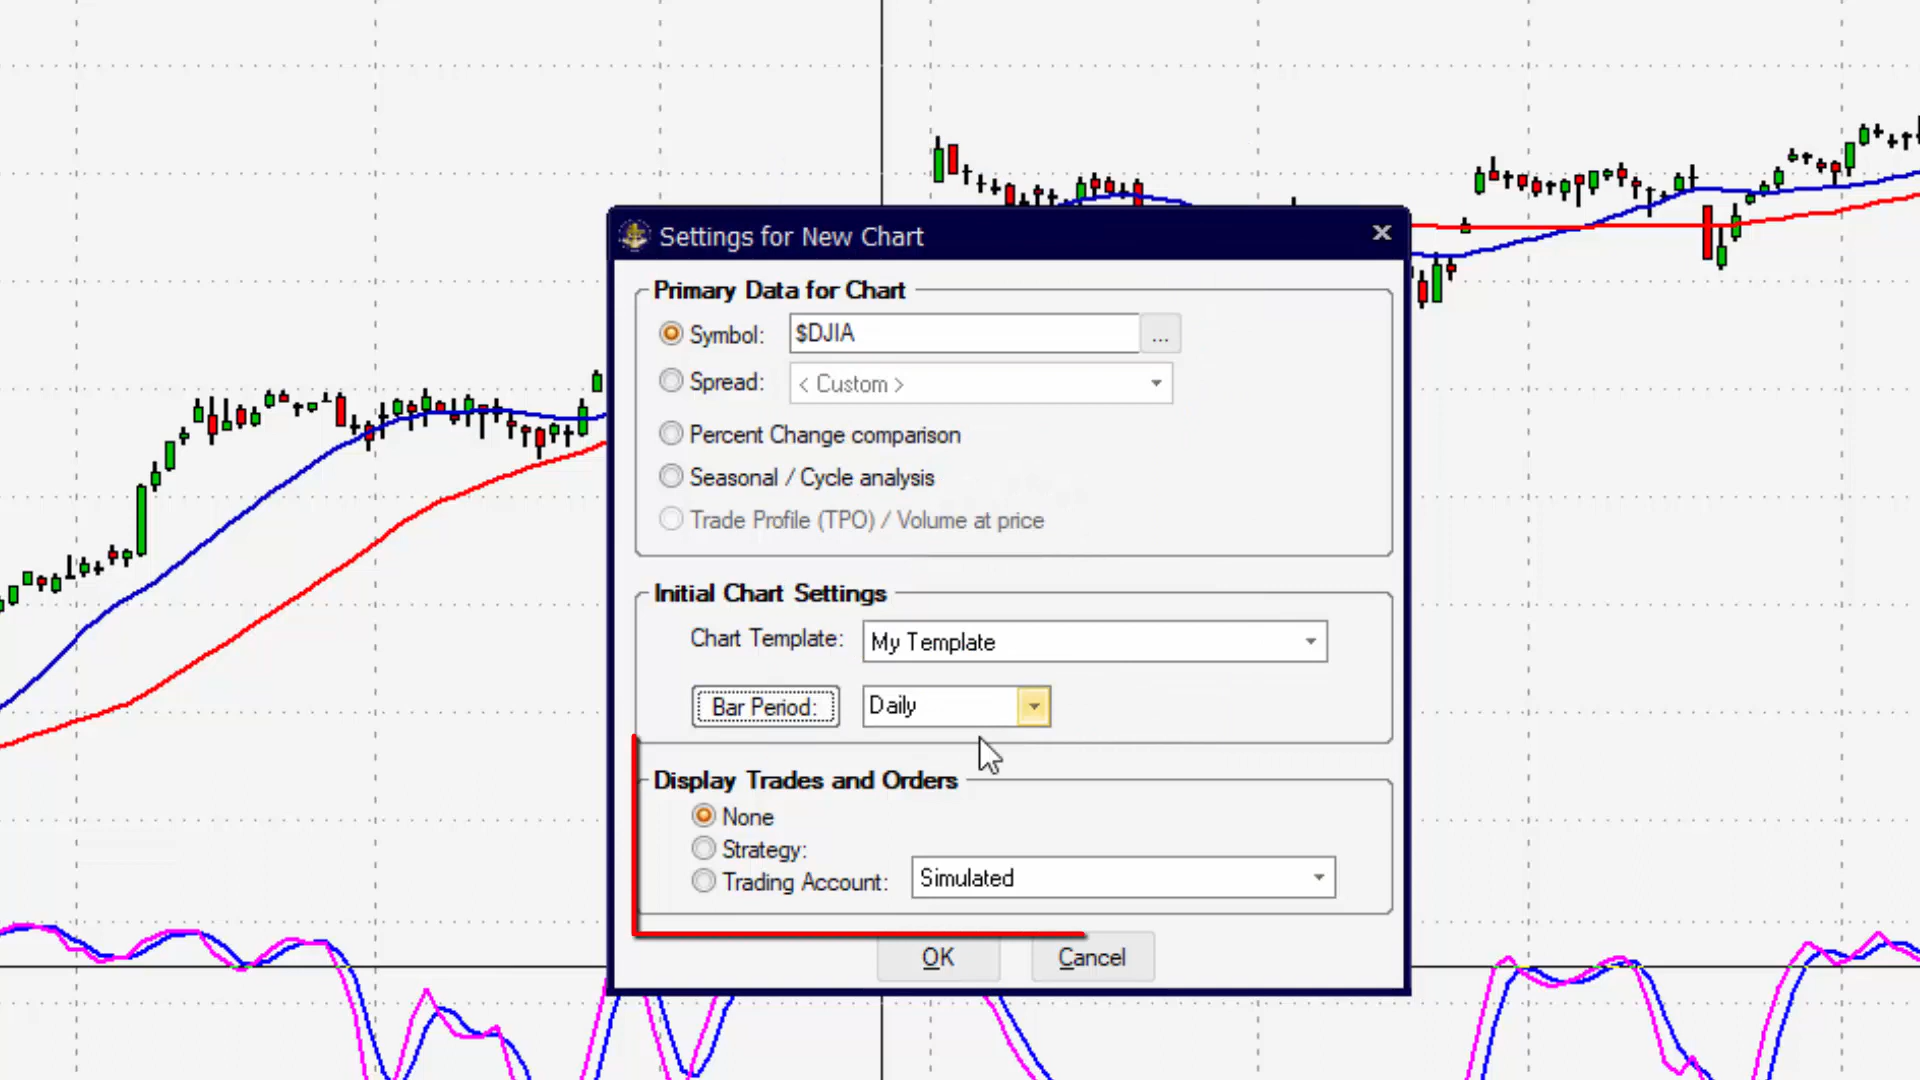 Settings for New Chart
Primary Data for Chart
Symbol: $DJIA ...
Spread: < Custom >
Percent Change comparison
Seasonal / Cycle analysis
Trade Profile (TPO) / Volume at price
Initial Chart Settings
Chart Template: My Template
Bar Period: Daily
Display Trades and Orders
None
Strategy:
Trading Account: Simulated
OK Cancel